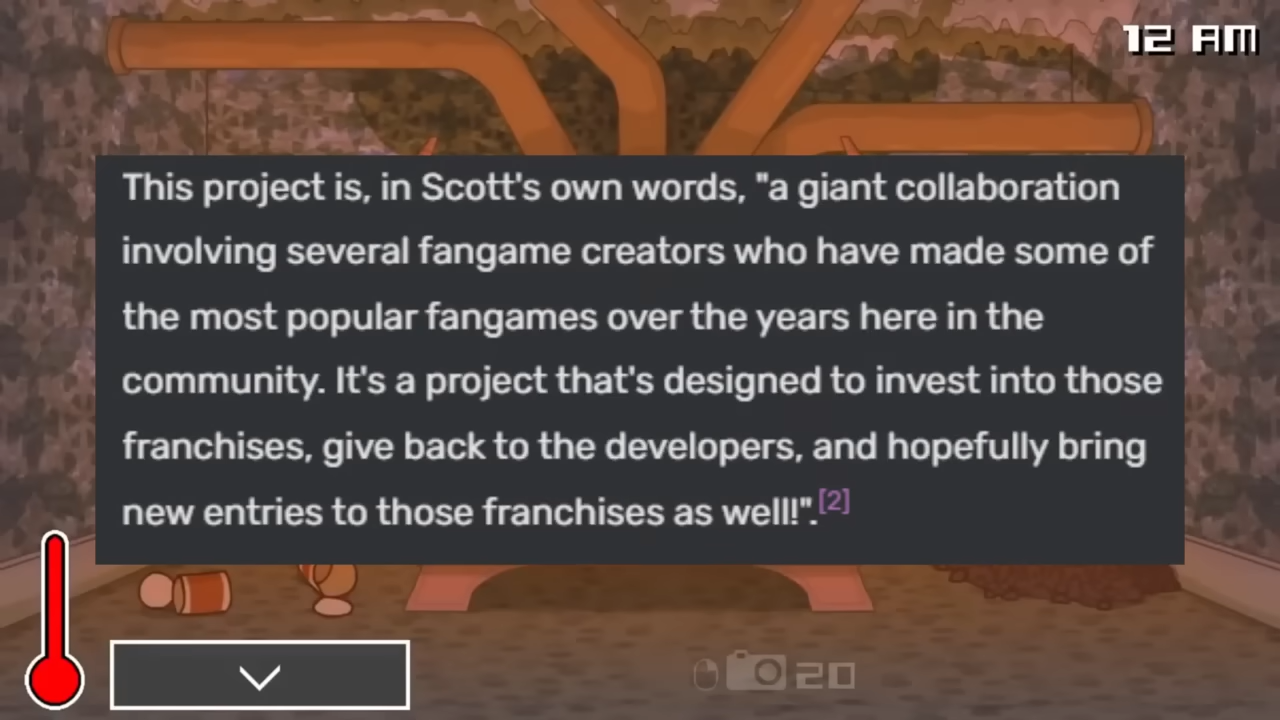 12 AM
This project is, in Scott's own words, "a giant collaboration
involving several fangame creators who have made some of
the most popular fangames over the years here in the
community. It's a project that's designed to invest into those
franchises, give back to the developers, and hopefully bring
new entries to those franchises as well!".[2]
20